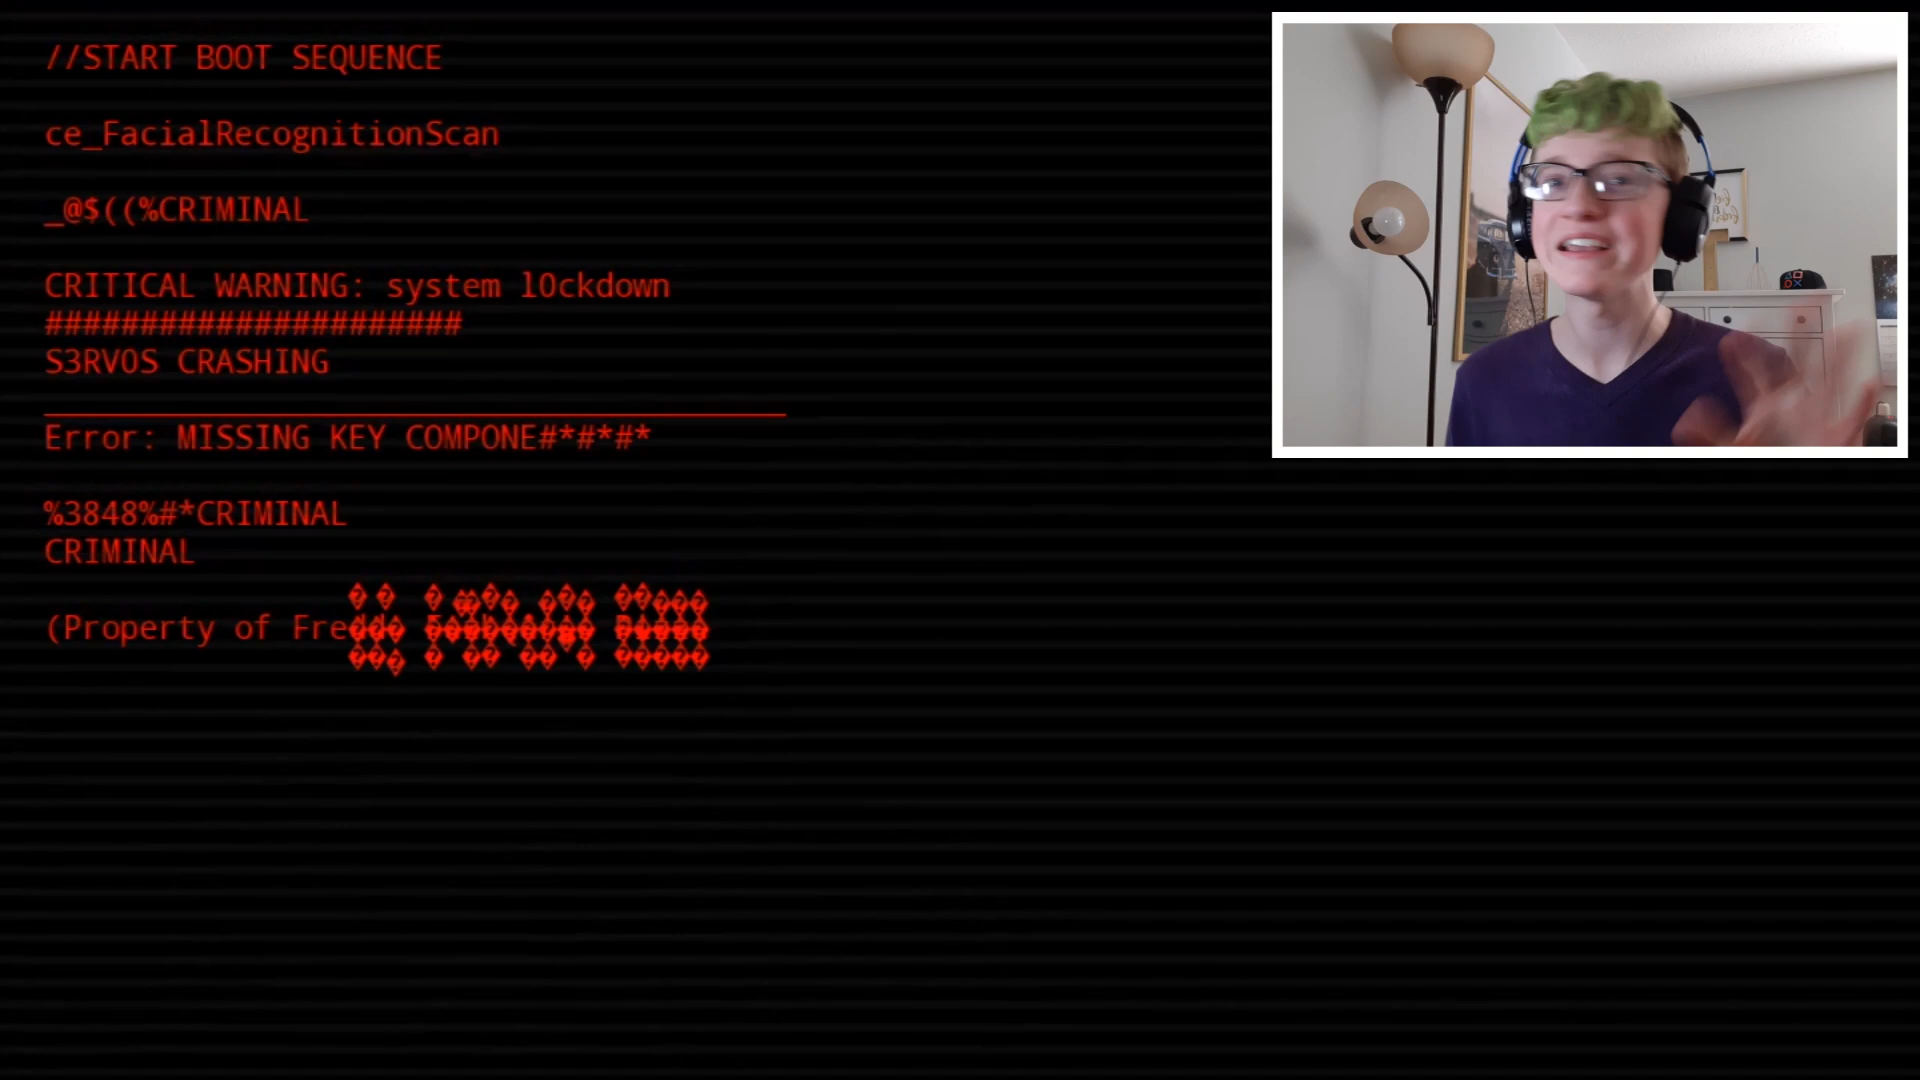 //START BOOT SEQUENCE
ce_FacialRecognitionScan
_@$((%CRIMINAL
CRITICAL WARNING: system l0ckdown
######################
S3RVOS CRASHING
_______________________________________
Error: MISSING KEY COMPONE#*#*#*
%3848%#*CRIMINAL
CRIMINAL
(Property of Fre